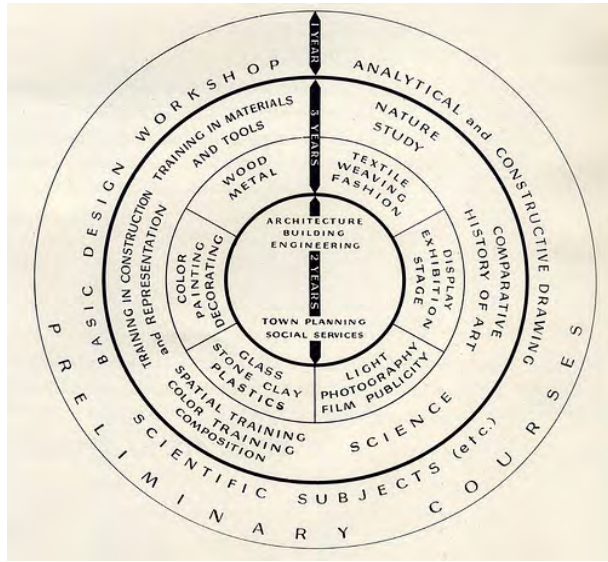 1 YEAR
BASIC DESIGN WORKSHOP
ANALYTICAL and CONSTRUCTIVE DRAWING
SCIENTIFIC SUBJECTS (etc.)
PRELIMINARY COURSES
3 YEARS
TRAINING IN MATERIALS
AND TOOLS
NATURE
STUDY
COMPARATIVE
HISTORY OF ART
SCIENCE
SPATIAL TRAINING
COLOR TRAINING
COMPOSITION
TRAINING IN CONSTRUCTION
and REPRESENTATION
WOOD
METAL
TEXTILE
WEAVING
FASHION
DISPLAY
EXHIBITION
STAGE
LIGHT
PHOTOGRAPHY
FILM PUBLICITY
GLASS
STONE CLAY
PLASTICS
COLOR
PAINTING
DECORATING
ARCHITECTURE
BUILDING
ENGINEERING
2 YEARS
TOWN PLANNING
SOCIAL SERVICES